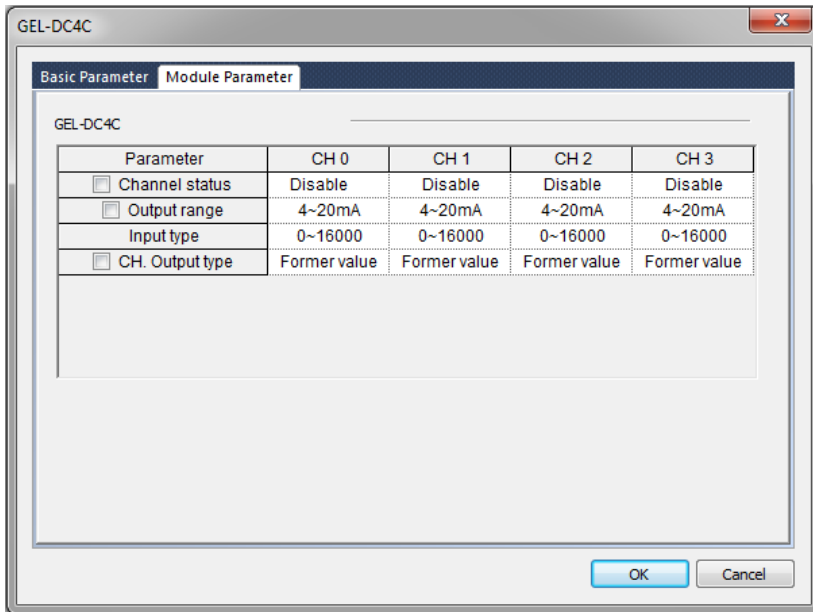 GEL-DC4C
Basic Parameter Module Parameter
GEL-DC4C
Parameter CH 0 CH 1 CH 2 CH 3
Channel status Disable Disable Disable Disable
Output range 4~20mA 4~20mA 4~20mA 4~20mA
Input type 0~16000 0~16000 0~16000 0~16000
CH. Output type Former value Former value Former value Former value
OK Cancel